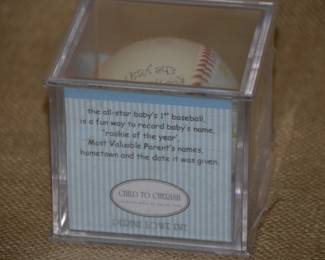 the all-star baby's 1st baseball
is a fun way to record baby's name,
"rookie of the year"
Most Valuable Parent's names,
hometown and the date it was given
CHILD TO CHERISH